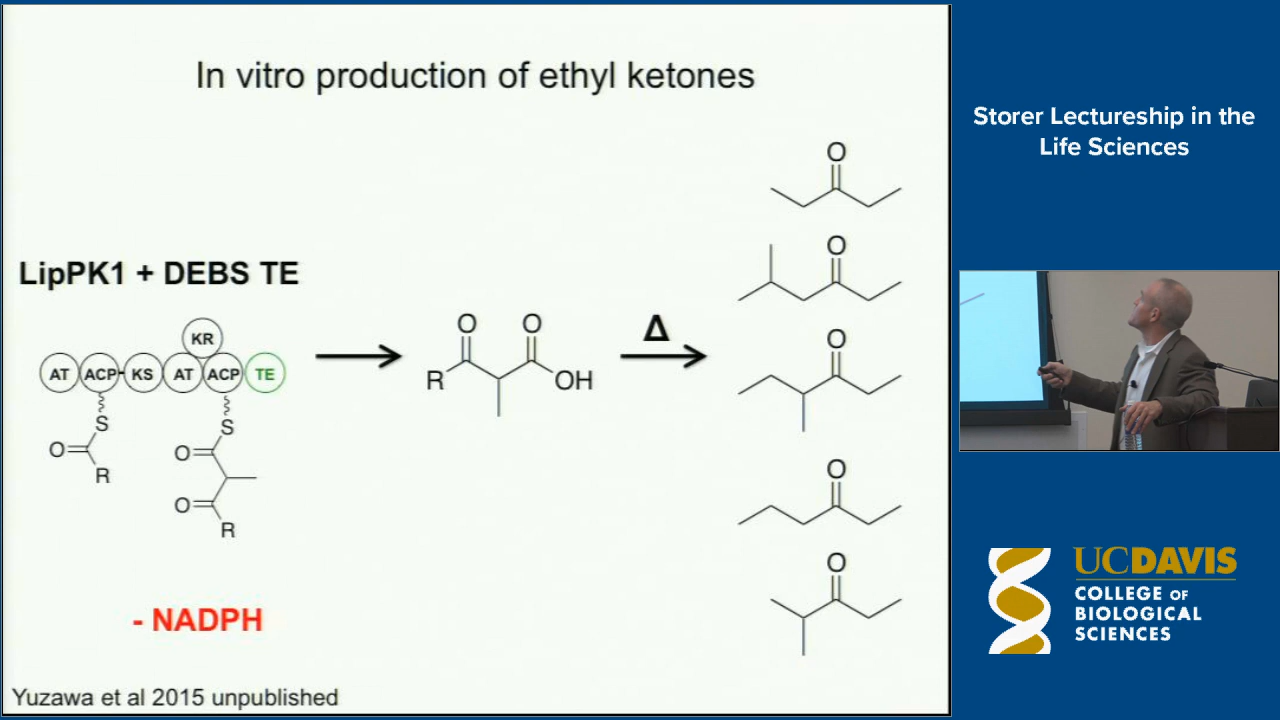 In vitro production of ethyl ketones
LipPK1 + DEBS TE
KR
AT ACP KS AT ACP TE
S
O
R
S
O
O
R
- NADPH
Yuzawa et al 2015 unpublished
O O
R OH
Δ
O
O
O
O
O
Storer Lectureship in the
Life Sciences
UCDAVIS
COLLEGE OF
BIOLOGICAL
SCIENCES